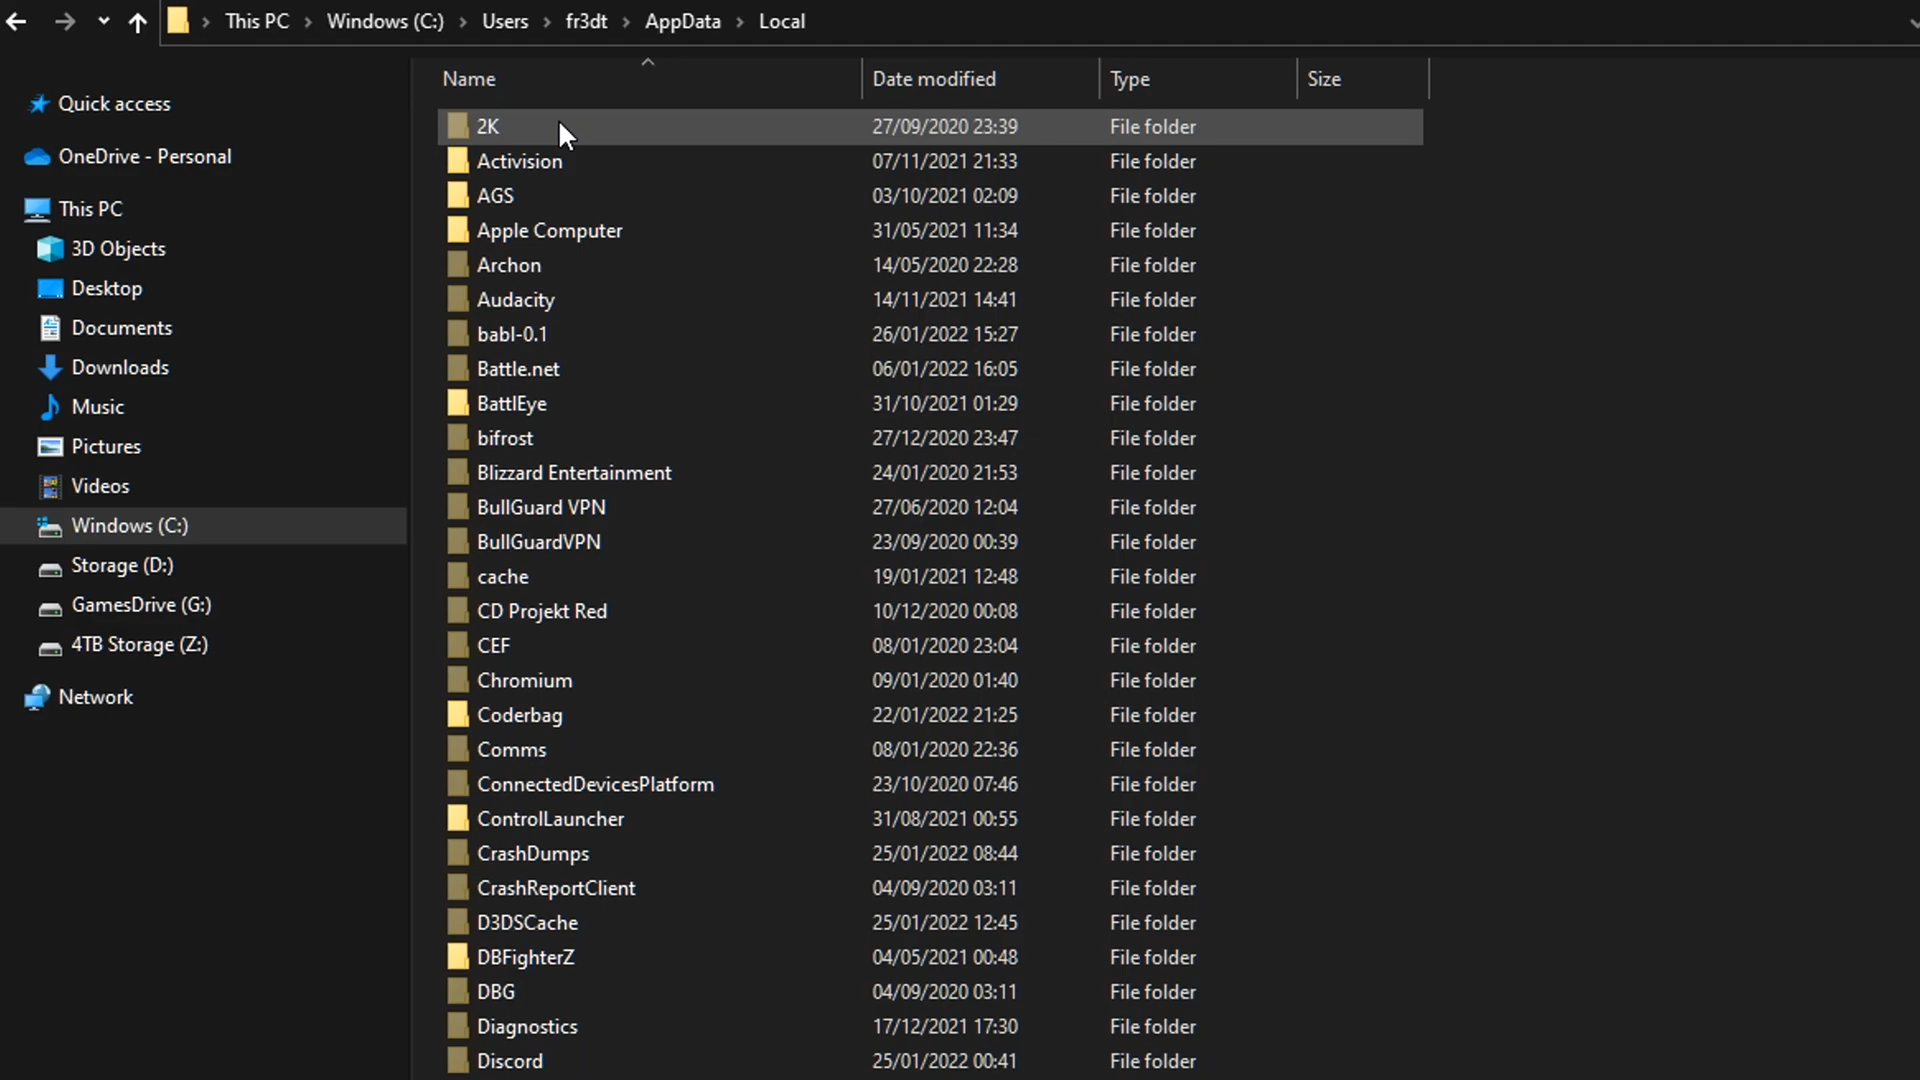 This PC > Windows (C:) > Users > fr3dt > AppData > Local
Name Date modified Type Size
Quick access
OneDrive - Personal
This PC
3D Objects
Desktop
Documents
Downloads
Music
Pictures
Videos
Windows (C:)
Storage (D:)
GamesDrive (G:)
4TB Storage (Z:)
Network
2K 27/09/2020 23:39 File folder
Activision 07/11/2021 21:33 File folder
AGS 03/10/2021 02:09 File folder
Apple Computer 31/05/2021 11:34 File folder
Archon 14/05/2020 22:28 File folder
Audacity 14/11/2021 14:41 File folder
babl-0.1 26/01/2022 15:27 File folder
Battle.net 06/01/2022 16:05 File folder
BattlEye 31/10/2021 01:29 File folder
bifrost 27/12/2020 23:47 File folder
Blizzard Entertainment 24/01/2020 21:53 File folder
BullGuard VPN 27/06/2020 12:04 File folder
BullGuardVPN 23/09/2020 00:39 File folder
cache 19/01/2021 12:48 File folder
CD Projekt Red 10/12/2020 00:08 File folder
CEF 08/01/2020 23:04 File folder
Chromium 09/01/2020 01:40 File folder
Coderbag 22/01/2022 21:25 File folder
Comms 08/01/2020 22:36 File folder
ConnectedDevicesPlatform 23/10/2020 07:46 File folder
ControlLauncher 31/08/2021 00:55 File folder
CrashDumps 25/01/2022 08:44 File folder
CrashReportClient 04/09/2020 03:11 File folder
D3DSCache 25/01/2022 12:45 File folder
DBFighterZ 04/05/2021 00:48 File folder
DBG 04/09/2020 03:11 File folder
Diagnostics 17/12/2021 17:30 File folder
Discord 25/01/2022 00:41 File folder